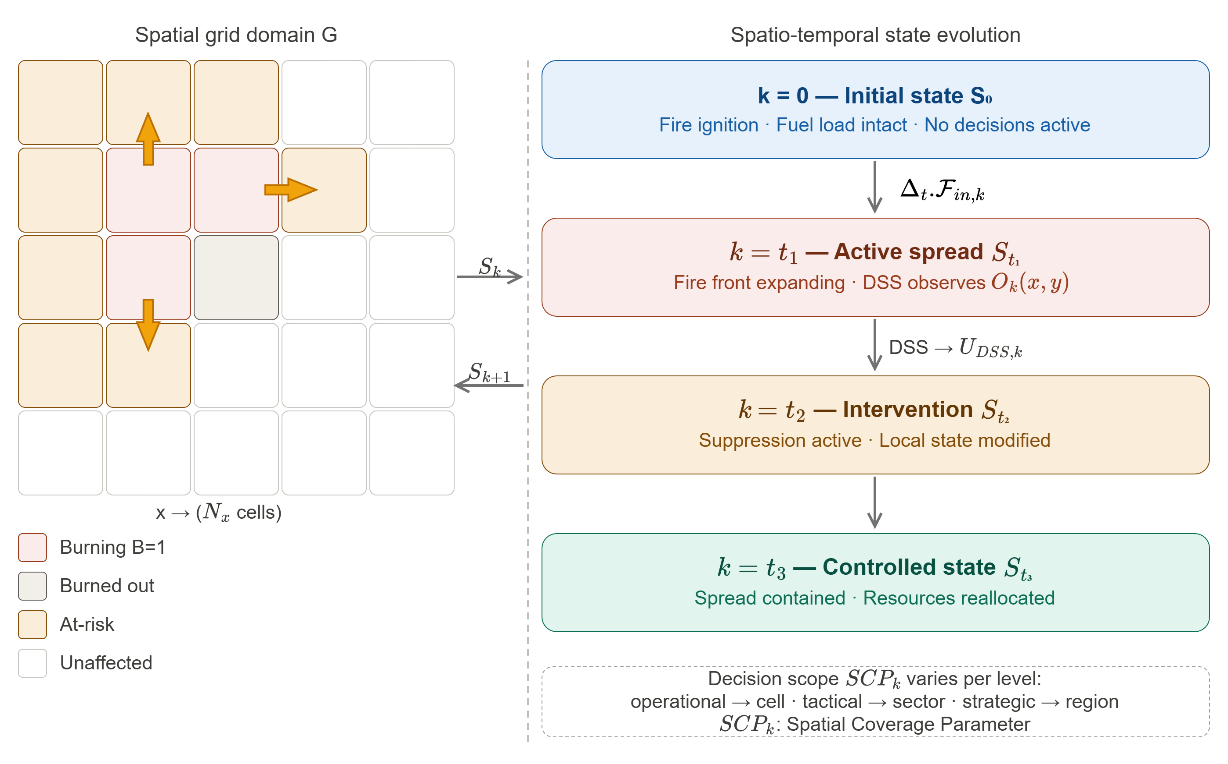 Spatial grid domain G
x → (Nₓ cells)
Burning B=1
Burned out
At-risk
Unaffected
S_k
S_{k+1}
Spatio-temporal state evolution
k = 0 — Initial state S₀
Fire ignition · Fuel load intact · No decisions active
Δ_t.ℱ_{in,k}
k = t₁ — Active spread S_{t₁}
Fire front expanding · DSS observes O_k(x, y)
DSS → U_{DSS,k}
k = t₂ — Intervention S_{t₂}
Suppression active · Local state modified
k = t₃ — Controlled state S_{t₃}
Spread contained · Resources reallocated
Decision scope SCP_k varies per level:
operational → cell · tactical → sector · strategic → region
SCP_k: Spatial Coverage Parameter